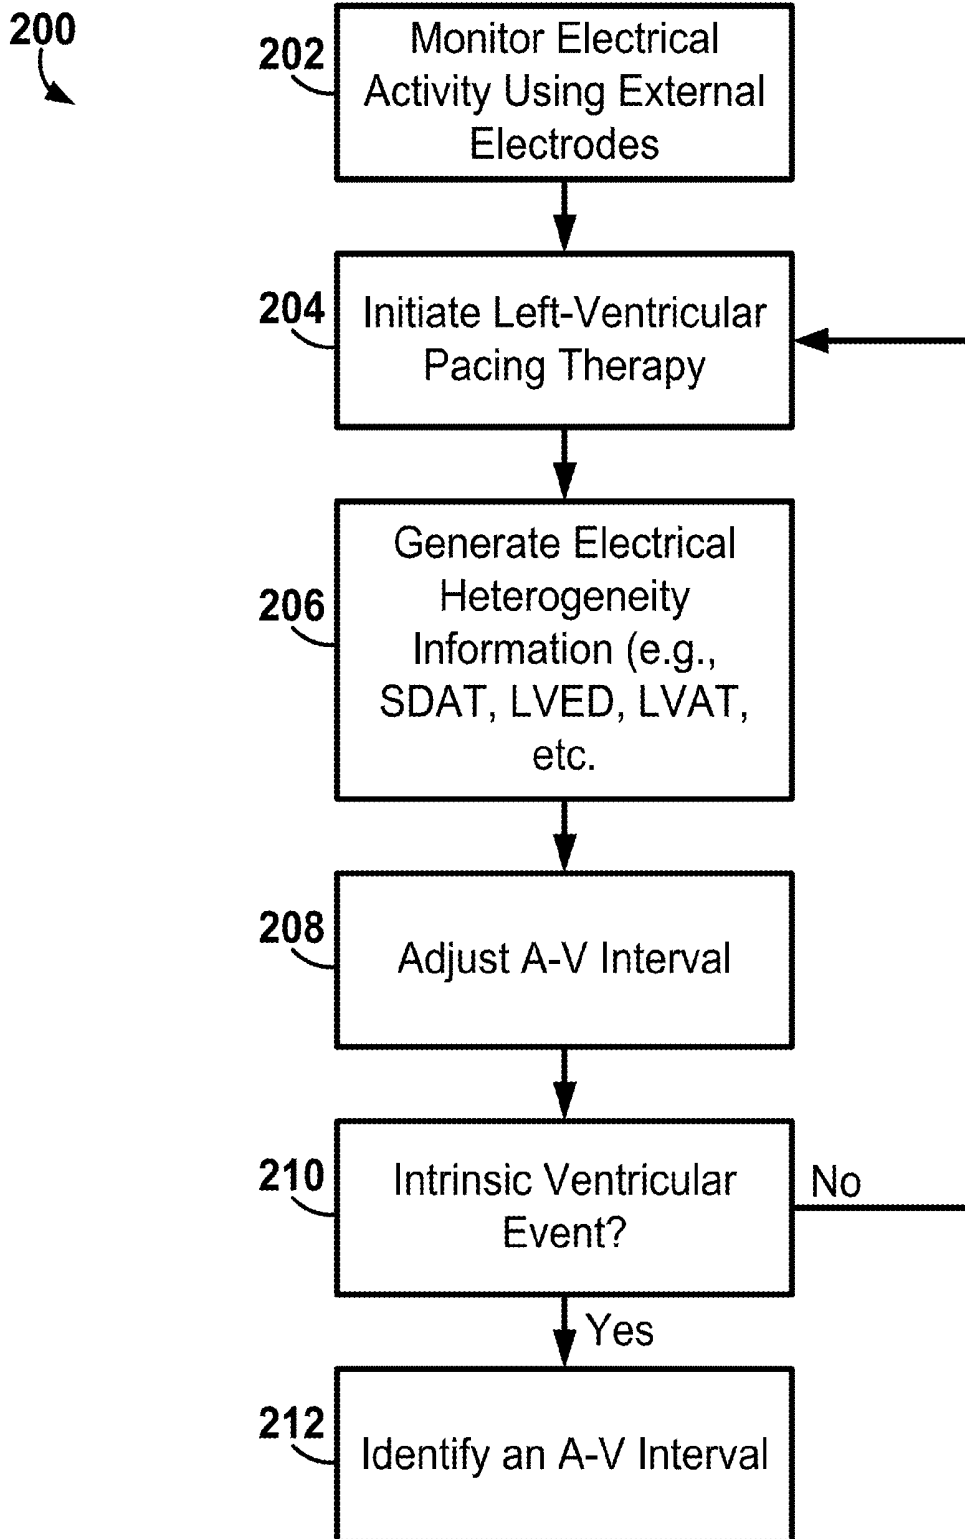 200
202
Monitor Electrical
Activity Using External
Electrodes
204
Initiate Left-Ventricular
Pacing Therapy
206
Generate Electrical
Heterogeneity
Information (e.g.,
SDAT, LVED, LVAT,
etc.
208
Adjust A-V Interval
210
Intrinsic Ventricular
Event?
No
Yes
212
Identify an A-V Interval